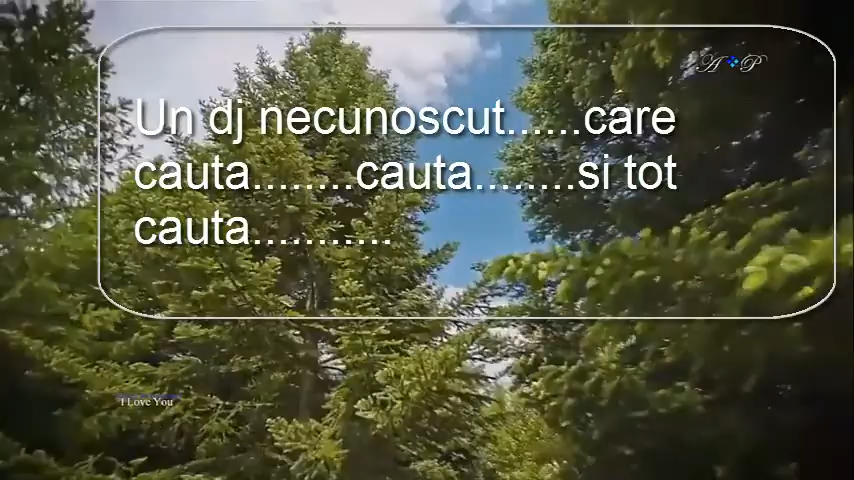 A P
Un dj necunoscut......care
cauta........cauta........si tot
cauta...........
I Love You